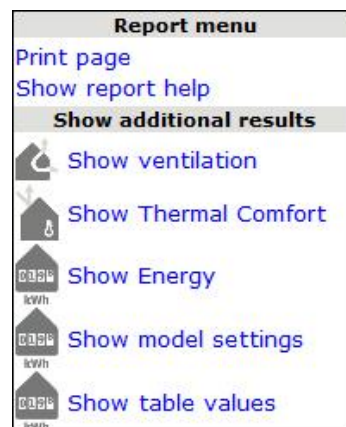 Report menu
Print page
Show report help
Show additional results
Show ventilation
Show Thermal Comfort
Show Energy
kWh
Show model settings
kWh
Show table values
kWh